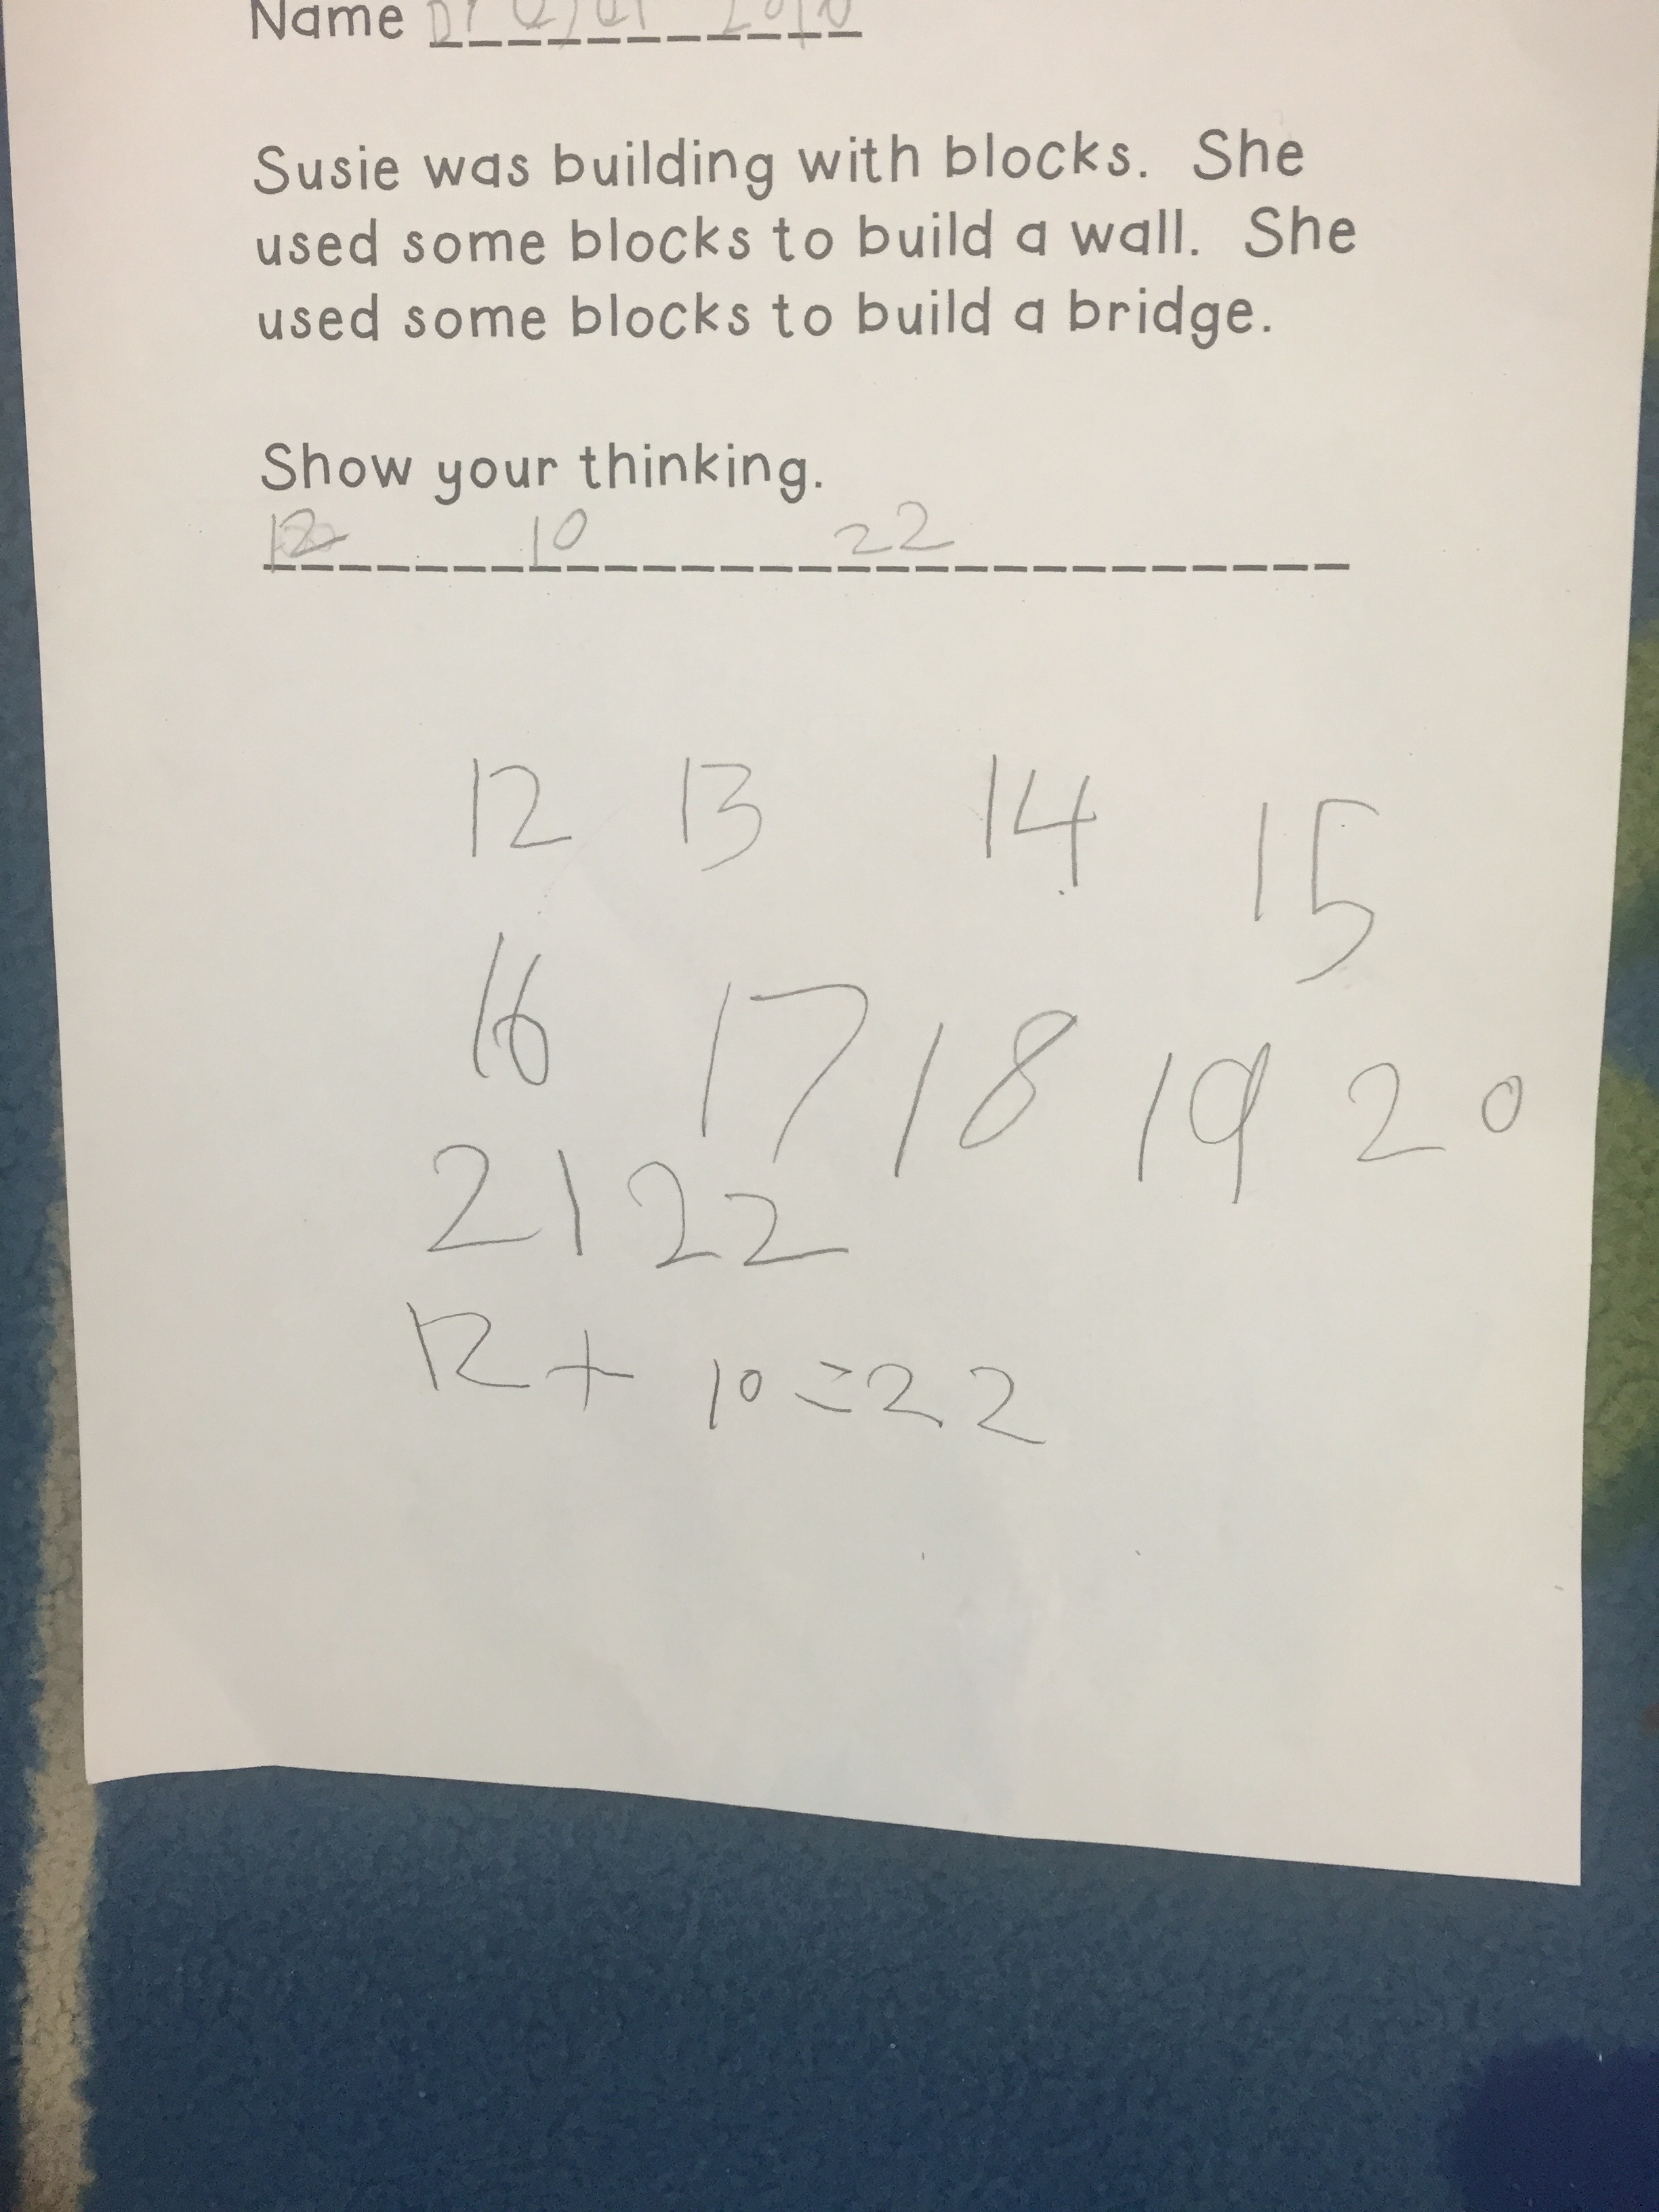 Name
Susie was building with blocks. She
used some blocks to build a wall. She
used some blocks to build a bridge.
Show your thinking.
12 10 22
12 13 14 15
16 17 18 19 20
21 22
12 + 10 = 22